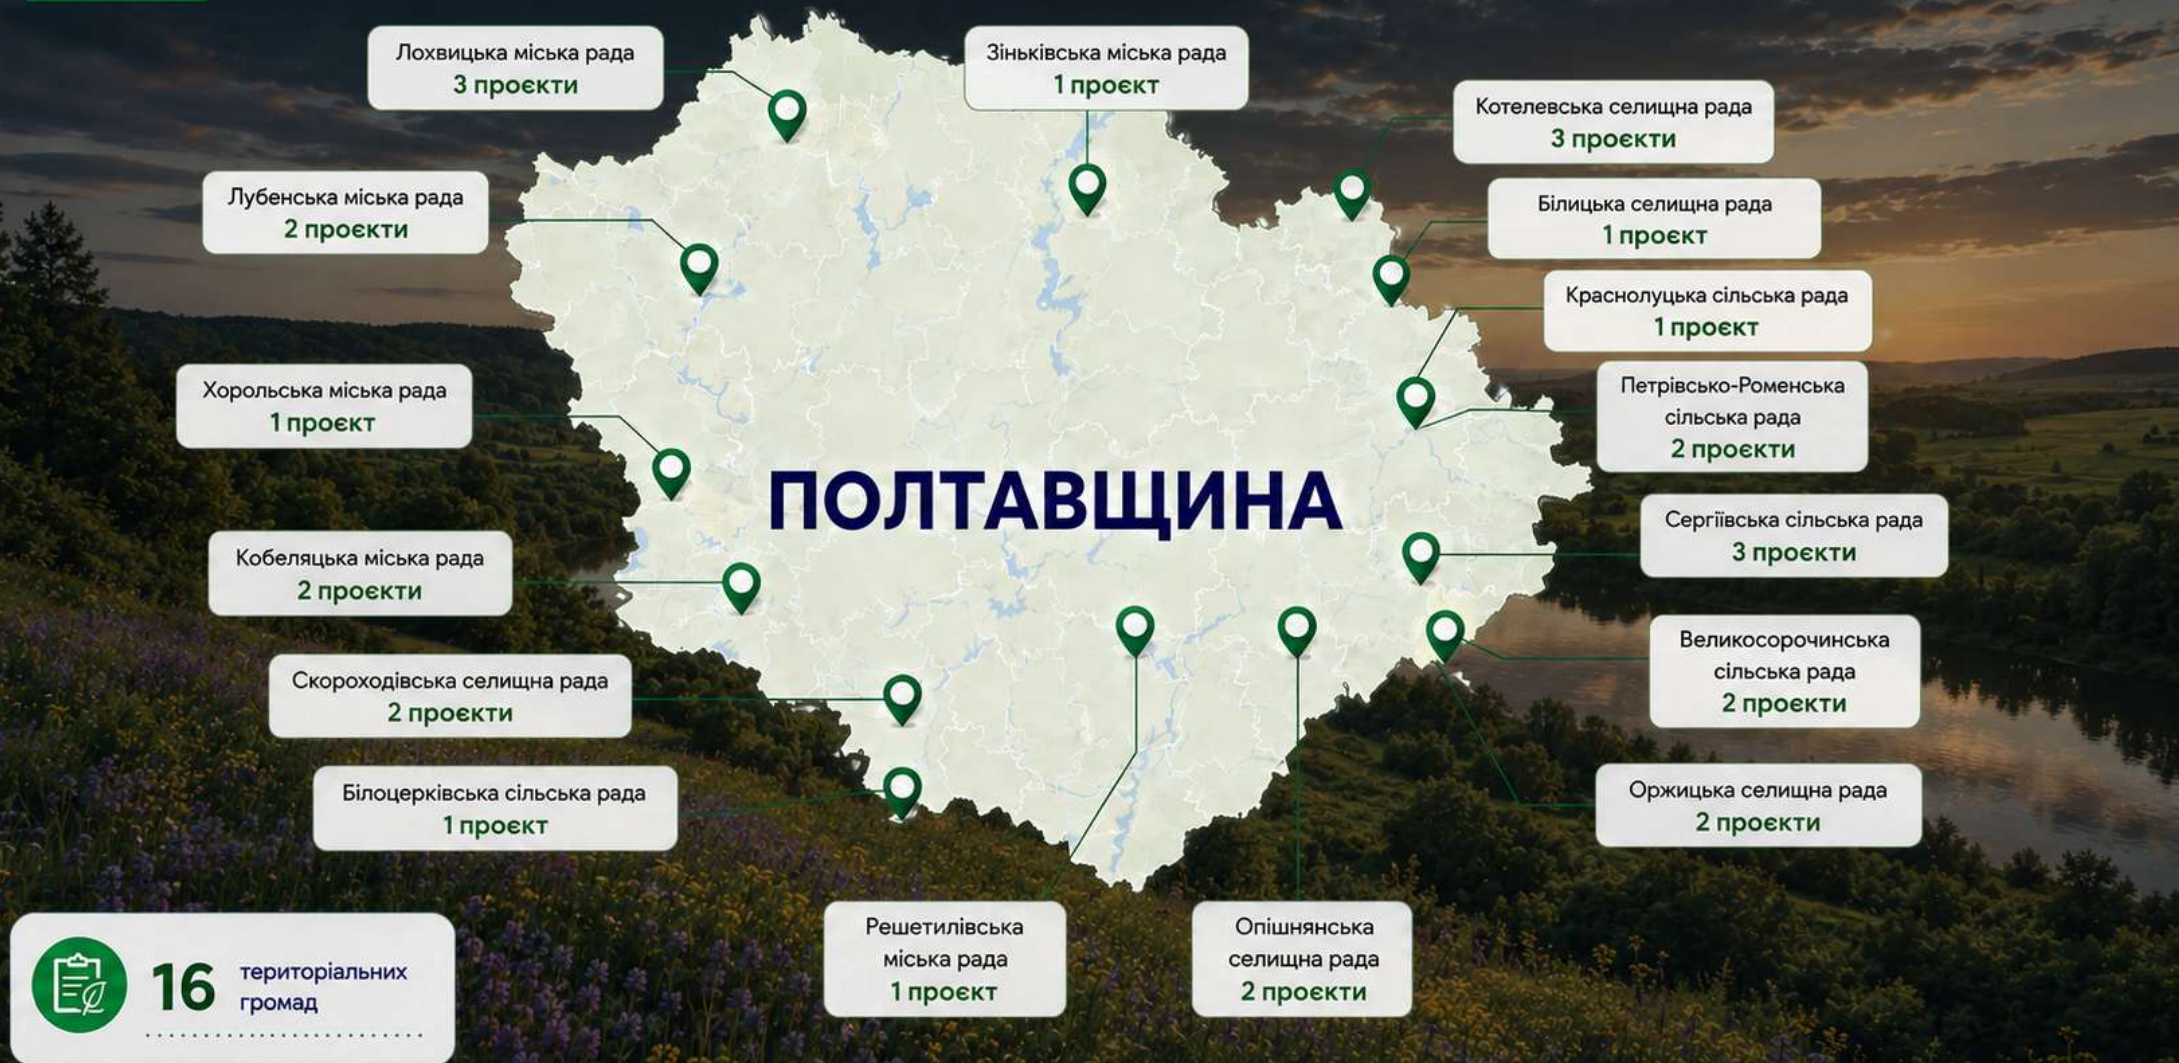 Лохвицька міська рада
3 проєкти
Зіньківська міська рада
1 проєкт
Котелевська селищна рада
3 проєкти
Лубенська міська рада
2 проєкти
Білицька селищна рада
1 проєкт
Краснолуцька сільська рада
1 проєкт
Хорольська міська рада
1 проєкт
Петрівсько-Роменська
сільська рада
2 проєкти
ПОЛТАВЩИНА
Сергіївська сільська рада
3 проєкти
Кобеляцька міська рада
2 проєкти
Великосорочинська
сільська рада
2 проєкти
Скороходівська селищна рада
2 проєкти
Білоцерківська сільська рада
1 проєкт
Оржицька селищна рада
2 проєкти
Решетилівська
міська рада
1 проєкт
Опішнянська
селищна рада
2 проєкти
16
територіальних
громад